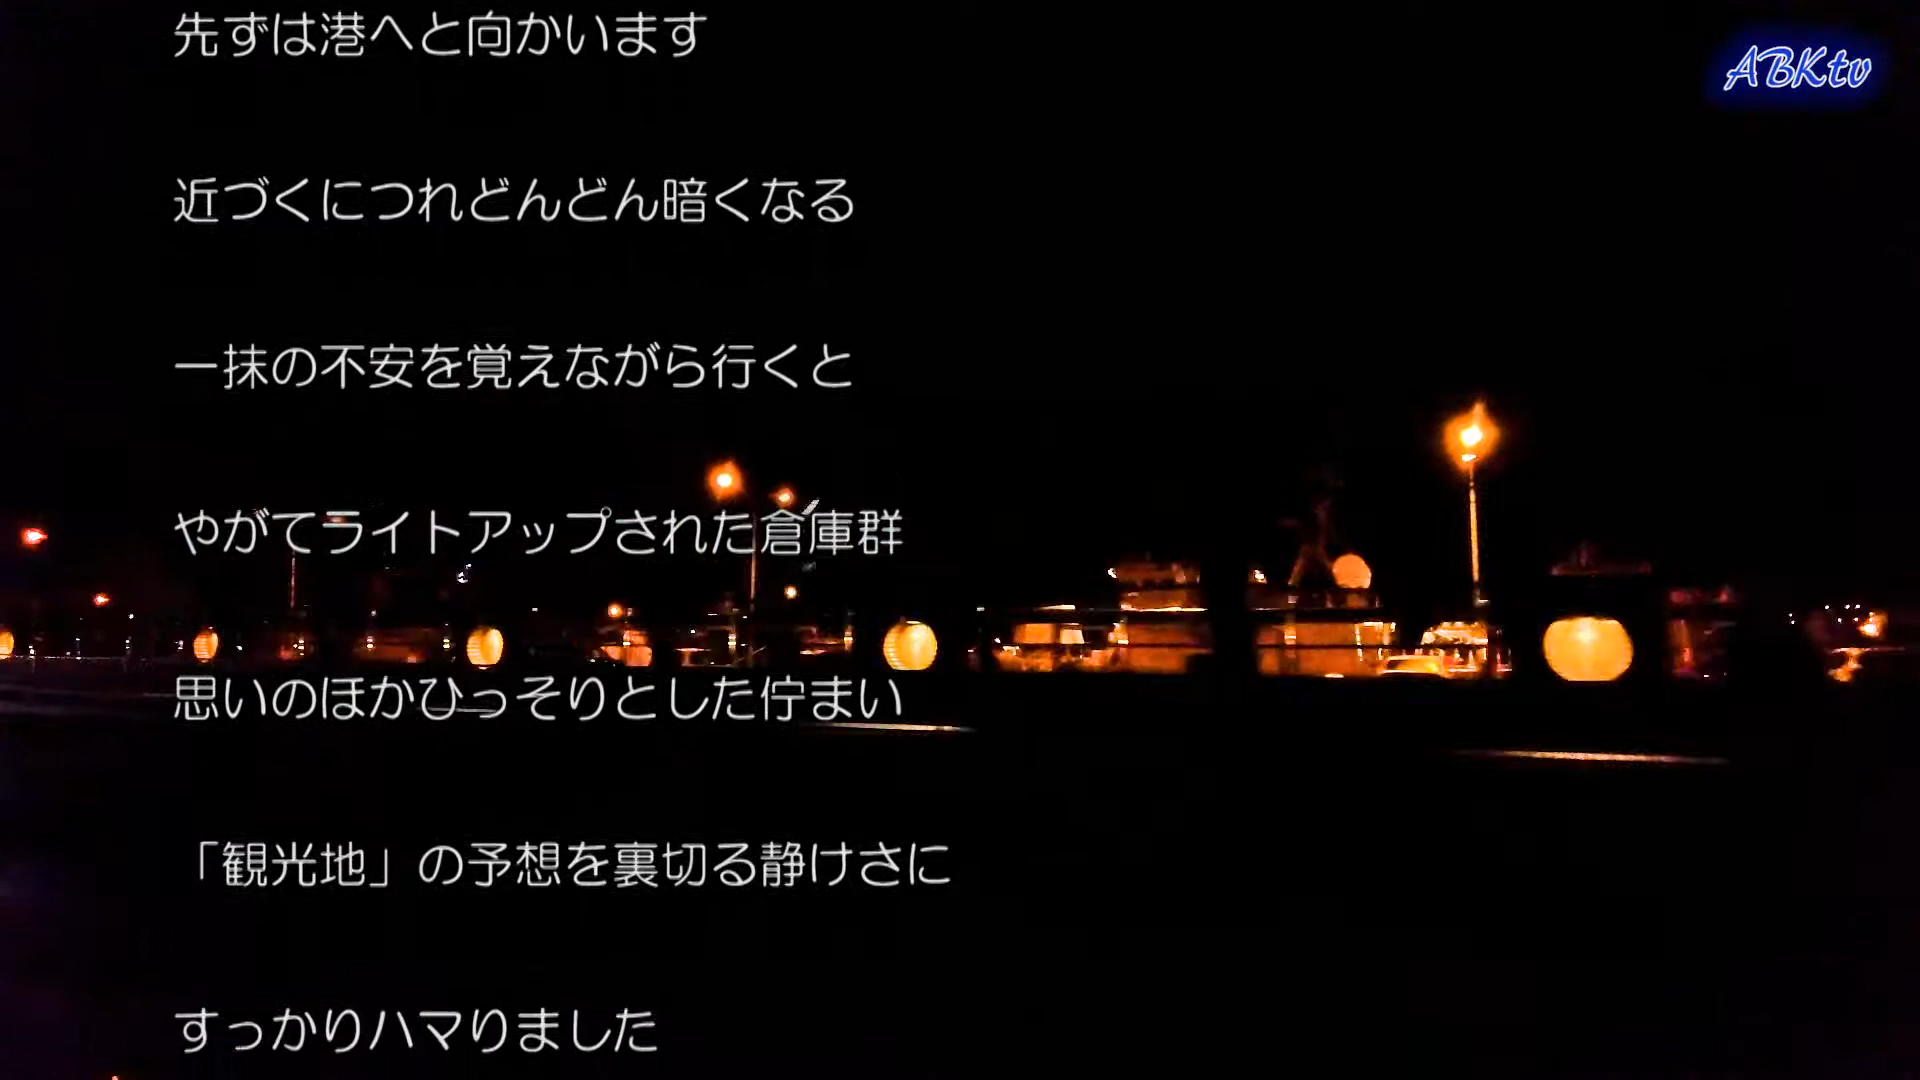 先ずは港へと向かいます
ABKtv
近づくにつれどんどん暗くなる
一抹の不安を覚えながら行くと
やがてライトアップされた倉庫群
思いのほかひっそりとした佇まい
「観光地」の予想を裏切る静けさに
すっかりハマりました